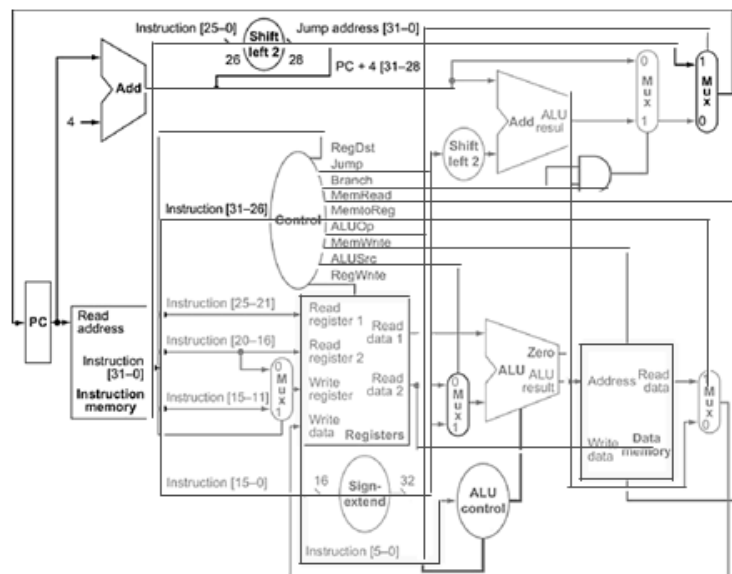 Instruction [25–0]
Shift
left 2
Jump address [31–0]
26
28
PC + 4 [31–28
Add
4
0
M
u
x
1
1
M
u
x
0
Add
ALU
resul
Shift
left 2
RegDst
Jump
Branch
MemRead
MemtoReg
ALUOp
MemWrite
ALUSrc
RegWrite
Instruction [31–26]
Control
PC
Read
address
Instruction
[31–0]
Instruction
memory
Instruction [25–21]
Instruction [20–16]
Instruction [15–11]
0
M
u
x
1
Read
register 1
Read
register 2
Write
register
Write
data
Read
data 1
Read
data 2
Registers
0
M
u
x
1
Zero
ALU
ALU
result
Address
Read
data
Write
data
Data
memory
1
M
u
x
0
Instruction [15–0]
16
Sign-
extend
32
ALU
control
Instruction [5–0]